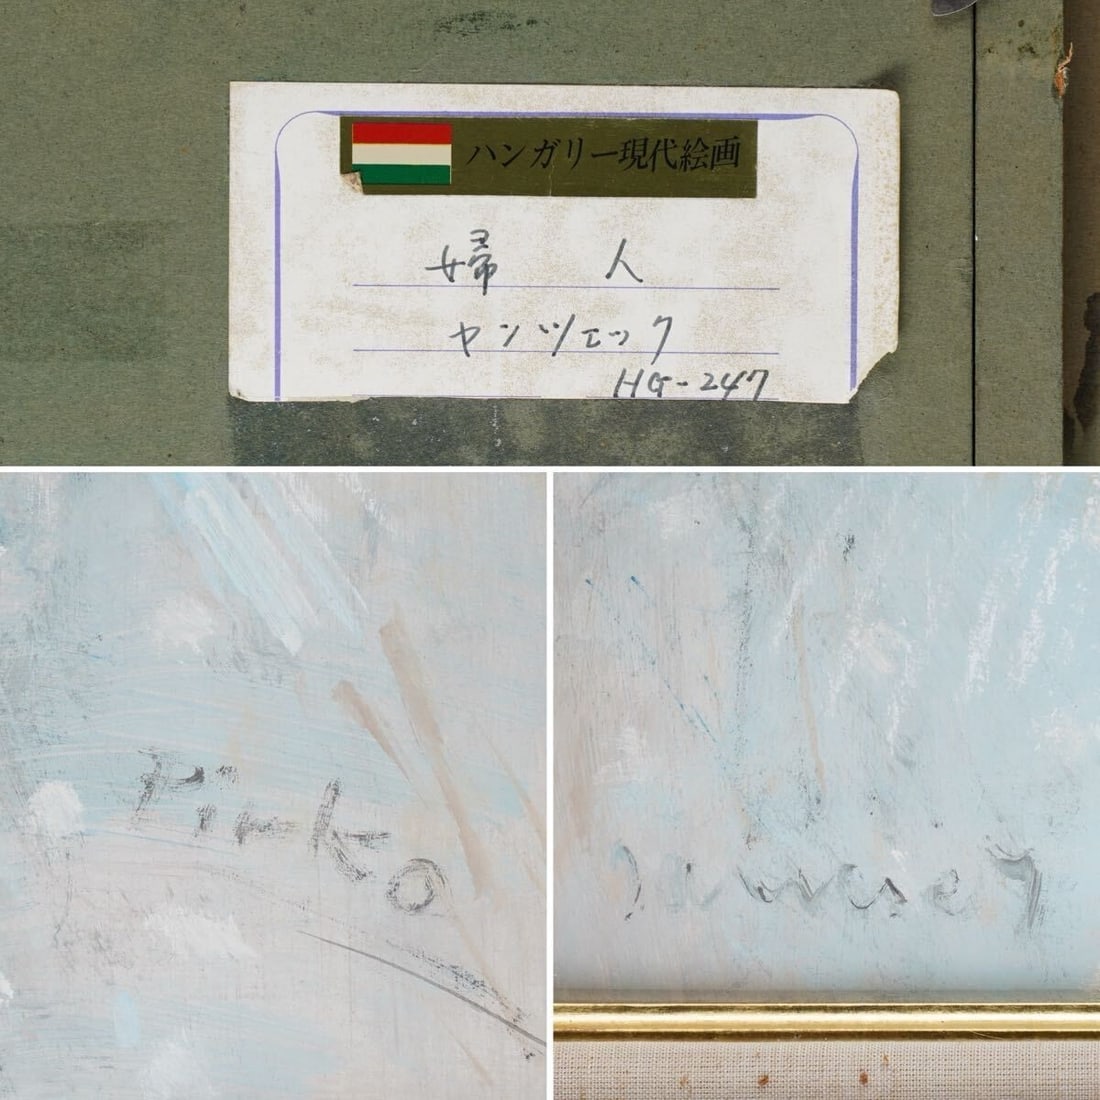 ハンガリー現代絵画
婦人
ヤンツェック
HG-247
Pirko